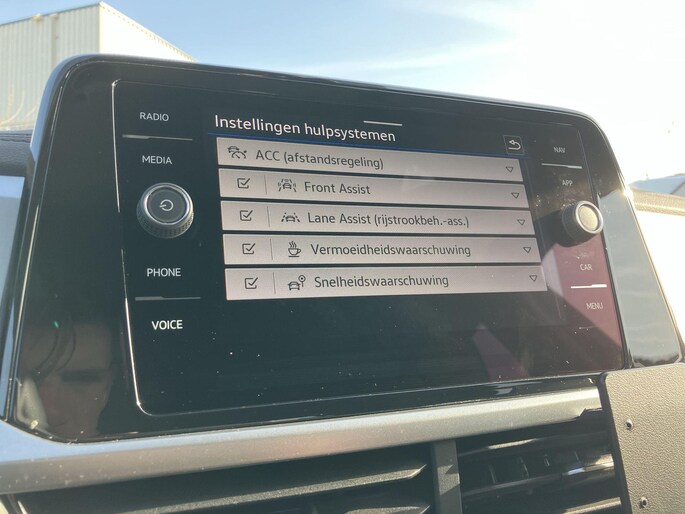 RADIO
MEDIA
PHONE
VOICE
Instellingen hulpsystemen
ACC (afstandsregeling)
Front Assist
Lane Assist (rijstrookbeh.-ass.)
Vermoeidheidswaarschuwing
Snelheidswaarschuwing
NAV
APP
CAR
MENU